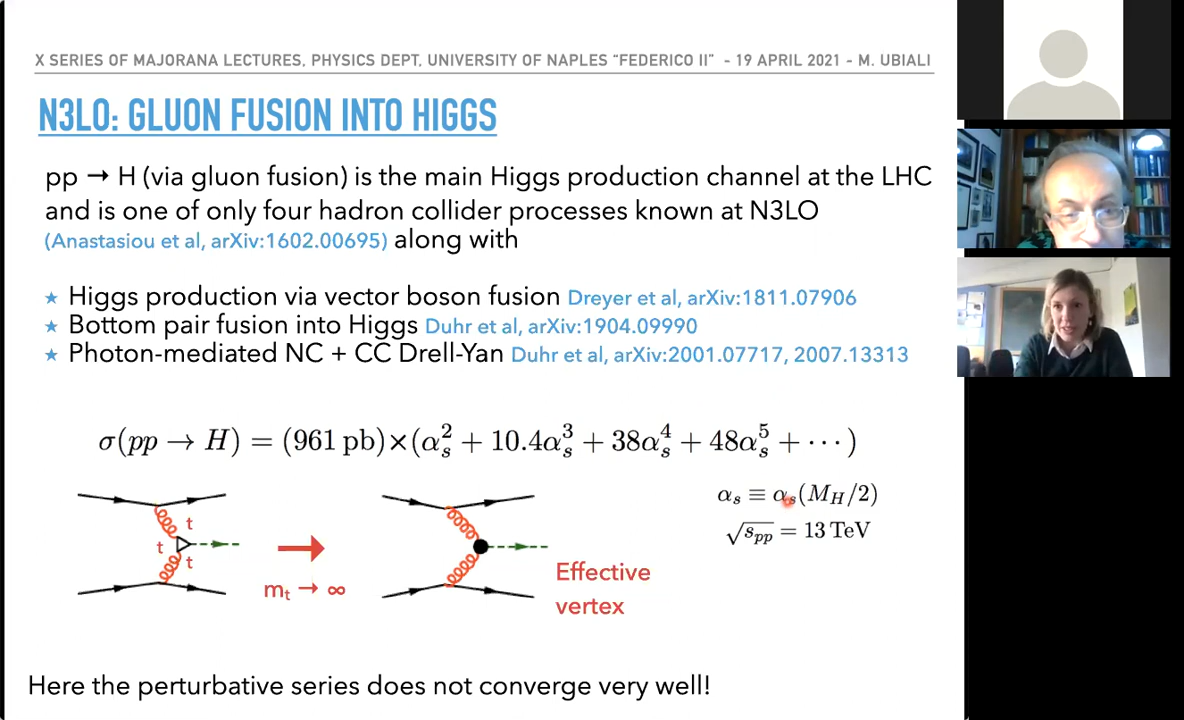 X SERIES OF MAJORANA LECTURES, PHYSICS DEPT, UNIVERSITY OF NAPLES "FEDERICO II" - 19 APRIL 2021 - M. UBIALI
N3LO: GLUON FUSION INTO HIGGS
pp → H (via gluon fusion) is the main Higgs production channel at the LHC
and is one of only four hadron collider processes known at N3LO
(Anastasiou et al, arXiv:1602.00695) along with
★ Higgs production via vector boson fusion Dreyer et al, arXiv:1811.07906
★ Bottom pair fusion into Higgs Duhr et al, arXiv:1904.09990
★ Photon-mediated NC + CC Drell-Yan Duhr et al, arXiv:2001.07717, 2007.13313
σ(pp → H) = (961 pb)×(α_s^2 + 10.4α_s^3 + 38α_s^4 + 48α_s^5 + ⋯)
α_s ≡ α_s(M_H/2)
√s_pp = 13 TeV
t
t
t
m_t → ∞
Effective
vertex
Here the perturbative series does not converge very well!